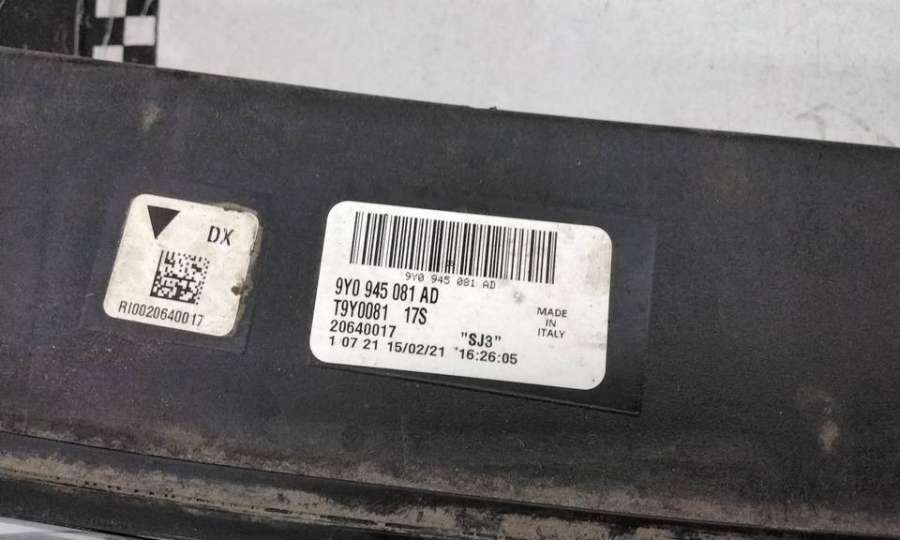 DX
RI0020640017
9Y0 945 081 AD
9Y0 945 081 AD
T9Y0081 17S
20640017 "SJ3"
1 07 21 15/02/21 16:26:05
MADE
IN
ITALY